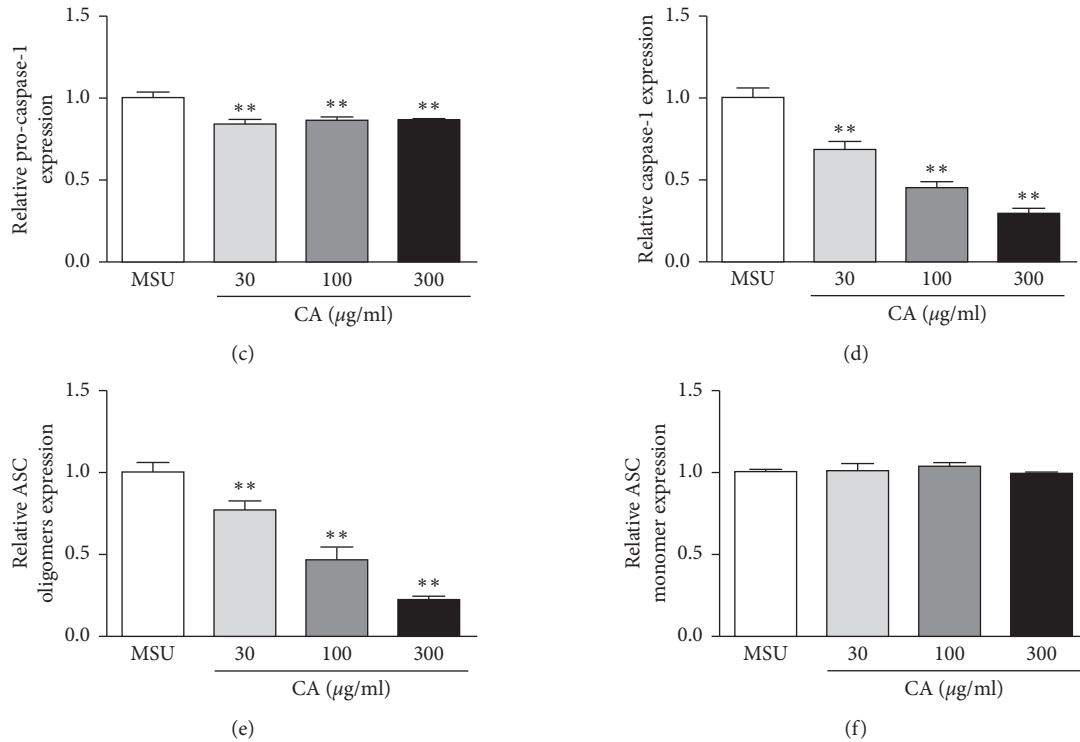 Relative pro-caspase-1
expression
1.5
1.0
0.5
0.0
** ** **
MSU 30 100 300
CA (μg/ml)
(c)
Relative caspase-1 expression
1.5
1.0
0.5
0.0
**
**
**
MSU 30 100 300
CA (μg/ml)
(d)
Relative ASC
oligomers expression
1.5
1.0
0.5
0.0
**
**
**
MSU 30 100 300
CA (μg/ml)
(e)
Relative ASC
monomer expression
1.5
1.0
0.5
0.0
MSU 30 100 300
CA (μg/ml)
(f)